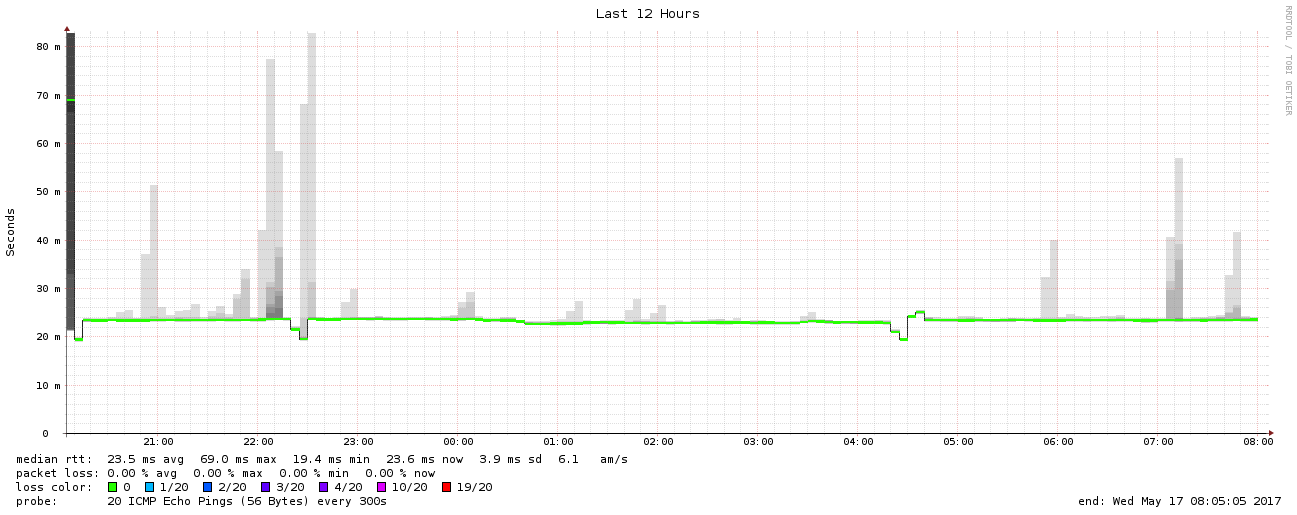 Last 12 Hours
RRDTOOL / TOBI OETIKER
Seconds
80 m
70 m
60 m
50 m
40 m
30 m
20 m
10 m
0
21:00 22:00 23:00 00:00 01:00 02:00 03:00 04:00 05:00 06:00 07:00 08:00
median rtt: 23.5 ms avg 69.0 ms max 19.4 ms min 23.6 ms now 3.9 ms sd 6.1 am/s
packet loss: 0.00 % avg 0.00 % max 0.00 % min 0.00 % now
loss color: 0 1/20 2/20 3/20 4/20 10/20 19/20
probe: 20 ICMP Echo Pings (56 Bytes) every 300s end: Wed May 17 08:05:05 2017